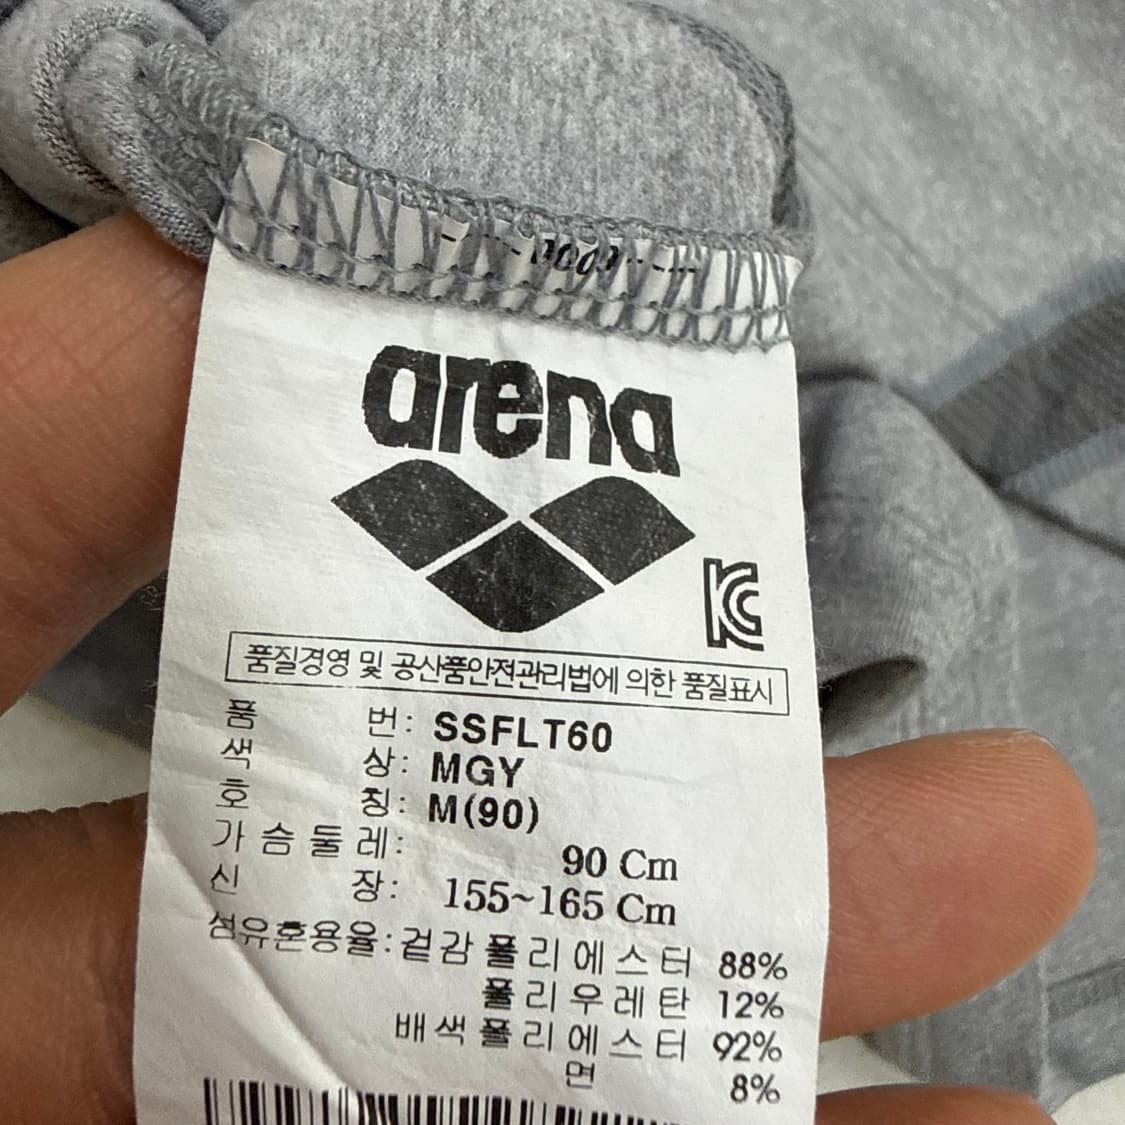 arena
KC
품질경영 및 공산품안전관리법에 의한 품질표시
품 번: SSFLT60
색 상: MGY
호 칭: M(90)
가슴둘레: 90 Cm
신 장: 155~165 Cm
섬유혼용율: 겉감 폴리에스터 88%
폴리우레탄 12%
배색 폴리에스터 92%
면 8%